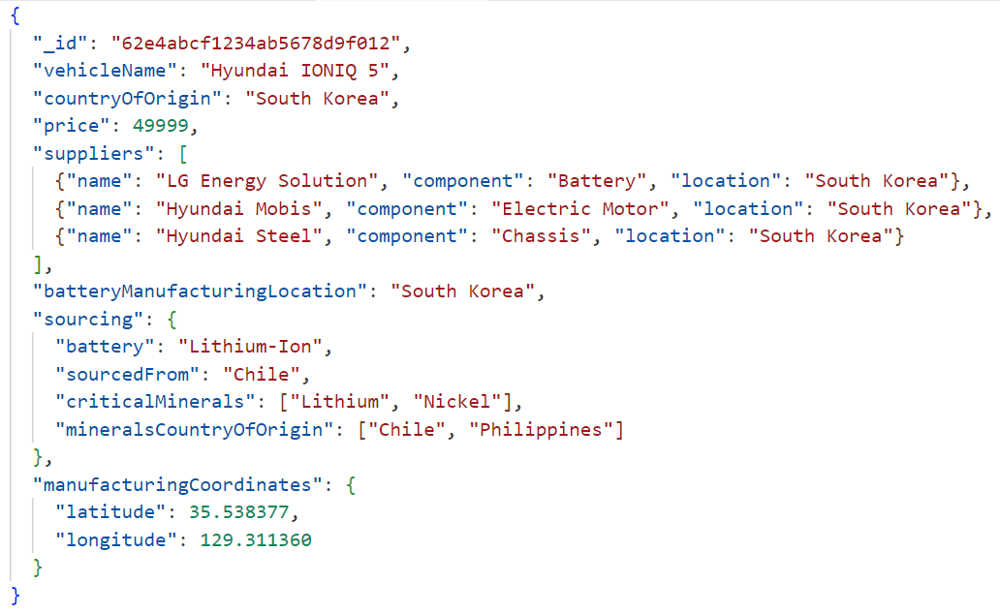 {
"_id": "62e4abcf1234ab5678d9f012",
"vehicleName": "Hyundai IONIQ 5",
"countryOfOrigin": "South Korea",
"price": 49999,
"suppliers": [
{"name": "LG Energy Solution", "component": "Battery", "location": "South Korea"},
{"name": "Hyundai Mobis", "component": "Electric Motor", "location": "South Korea"},
{"name": "Hyundai Steel", "component": "Chassis", "location": "South Korea"}
],
"batteryManufacturingLocation": "South Korea",
"sourcing": {
"battery": "Lithium-Ion",
"sourcedFrom": "Chile",
"criticalMinerals": ["Lithium", "Nickel"],
"mineralsCountryOfOrigin": ["Chile", "Philippines"]
},
"manufacturingCoordinates": {
"latitude": 35.538377,
"longitude": 129.311360
}
}